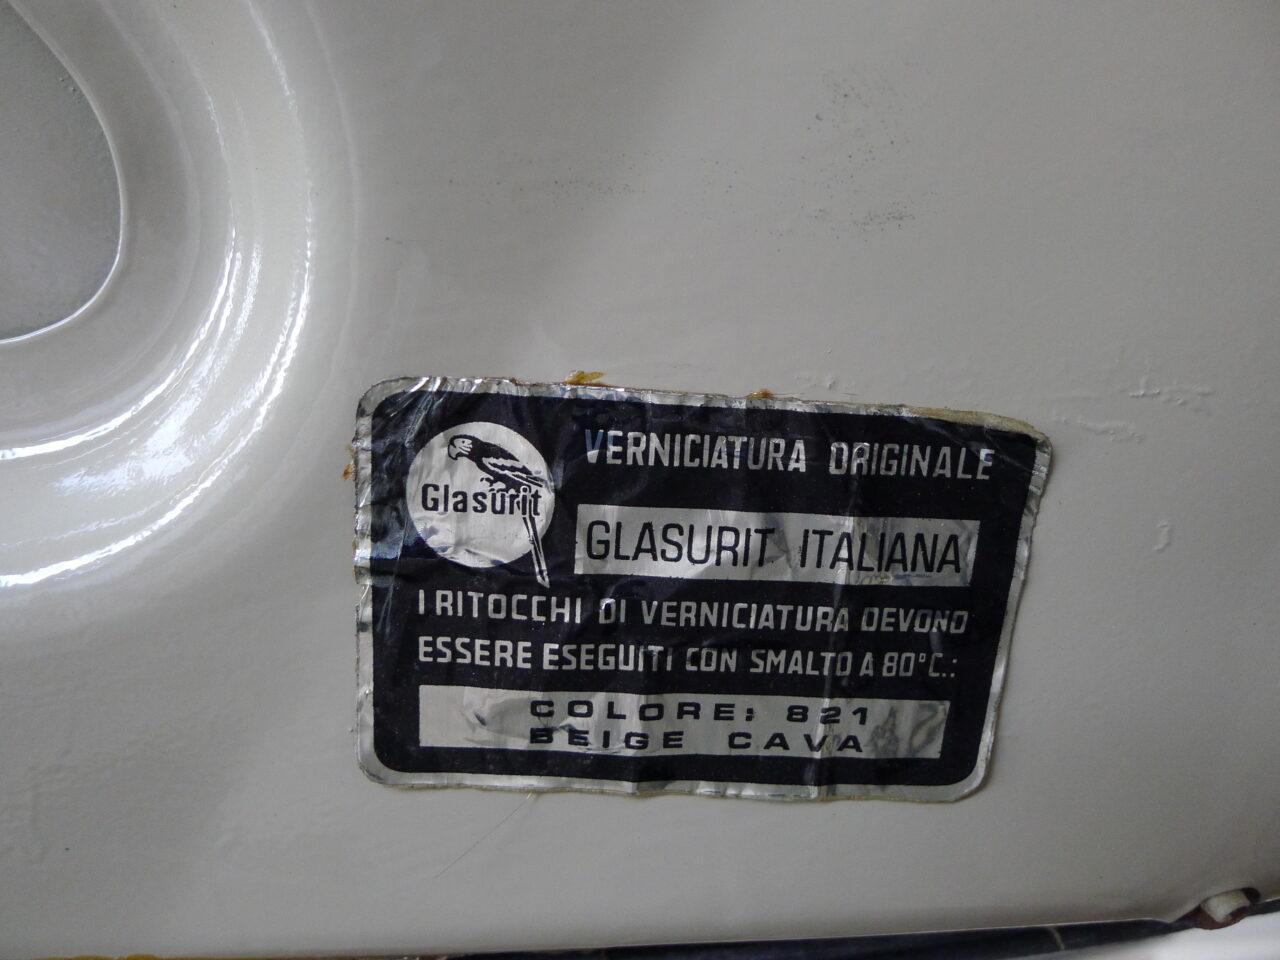 Glasurit
VERNICIATURA ORIGINALE
GLASURIT ITALIANA
I RITOCCHI DI VERNICIATURA DEVONO
ESSERE ESEGUITI CON SMALTO A 80°C.:
COLORE: 821
BEIGE CAVA